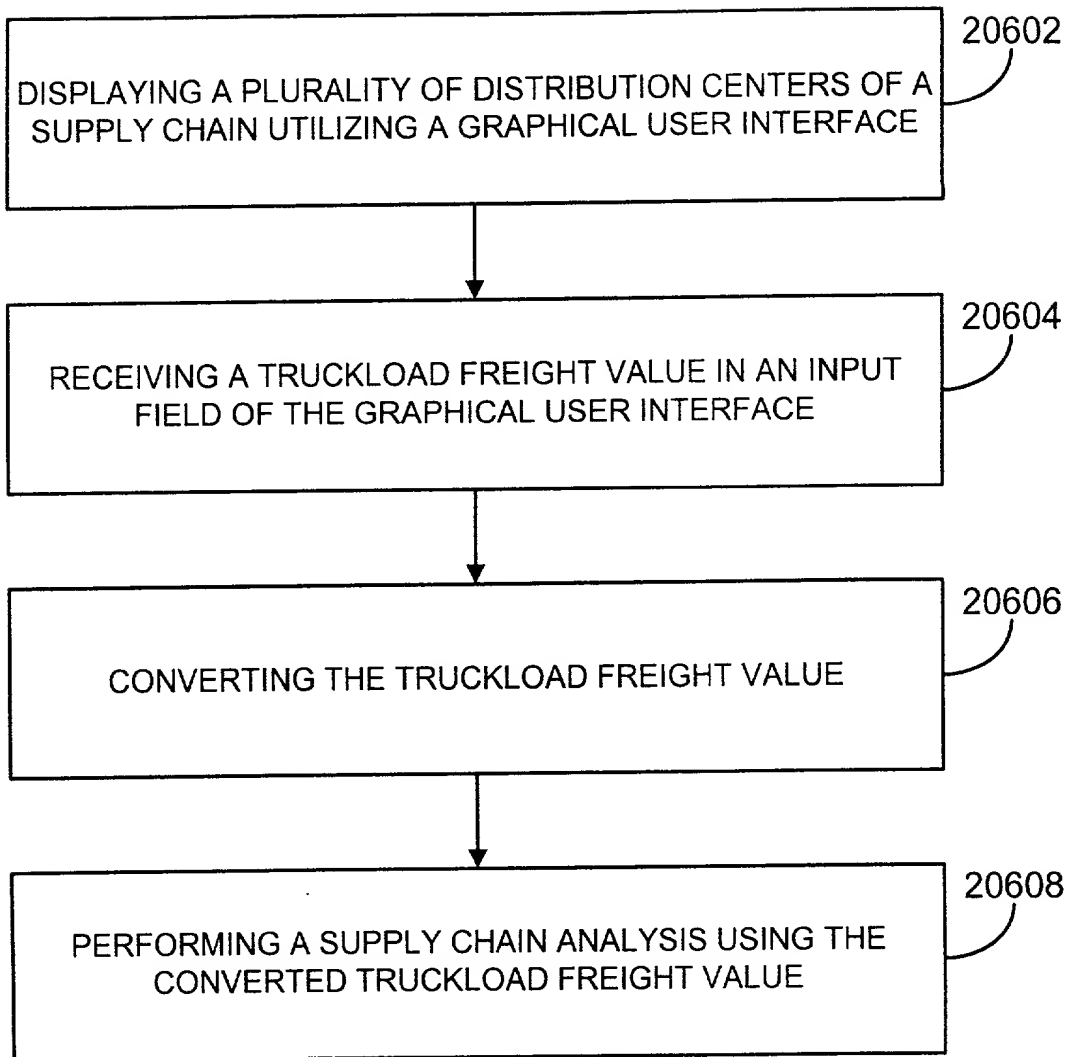 20602
DISPLAYING A PLURALITY OF DISTRIBUTION CENTERS OF A
SUPPLY CHAIN UTILIZING A GRAPHICAL USER INTERFACE
20604
RECEIVING A TRUCKLOAD FREIGHT VALUE IN AN INPUT
FIELD OF THE GRAPHICAL USER INTERFACE
20606
CONVERTING THE TRUCKLOAD FREIGHT VALUE
20608
PERFORMING A SUPPLY CHAIN ANALYSIS USING THE
CONVERTED TRUCKLOAD FREIGHT VALUE